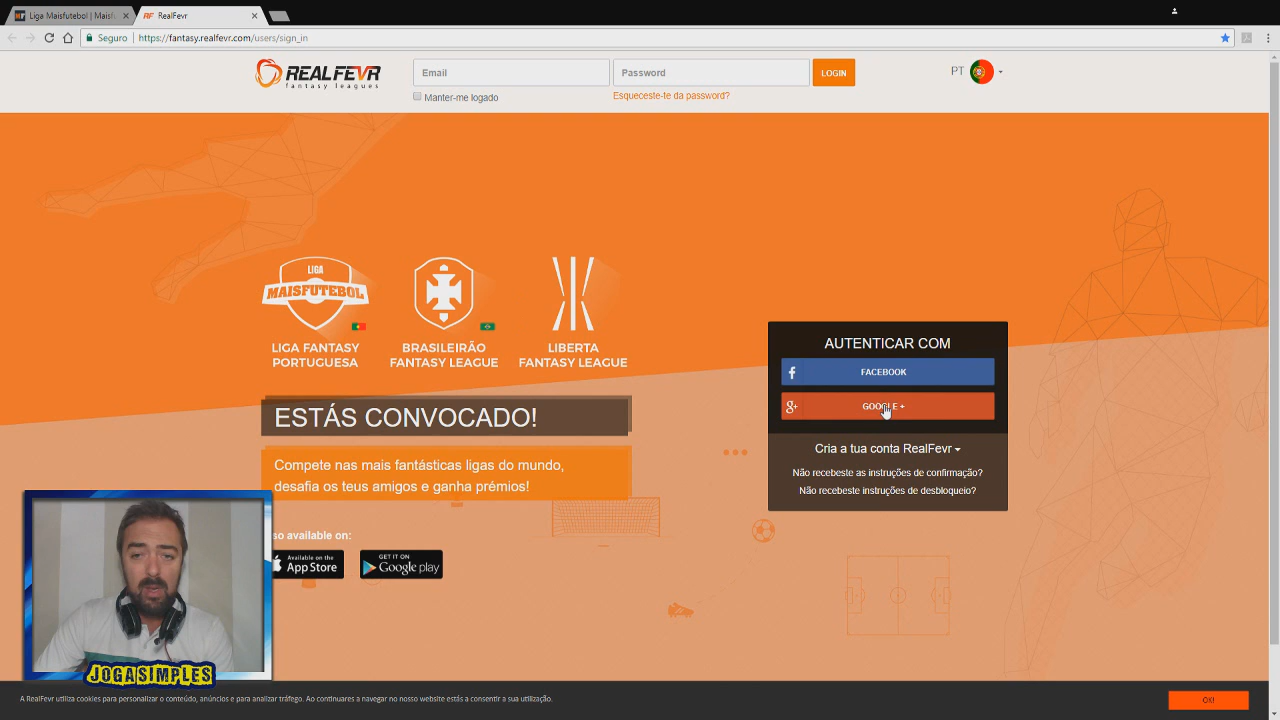 Liga Maisfutebol | Maisf
RealFevr
Seguro
https://fantasy.realfevr.com/users/sign_in
REALFEVR
fantasy leagues
Email
Password
LOGIN
Manter-me logado
Esqueceste-te da password?
PT
LIGA
MAISFUTEBOL
LIGA FANTASY
PORTUGUESA
BRASILEIRÃO
FANTASY LEAGUE
LIBERTA
FANTASY LEAGUE
ESTÁS CONVOCADO!
Compete nas mais fantásticas ligas do mundo,
desafia os teus amigos e ganha prémios!
so available on:
Available on the
App Store
GET IT ON
Google play
AUTENTICAR COM
FACEBOOK
GOOGLE +
Cria a tua conta RealFevr
Não recebeste as instruções de confirmação?
Não recebeste instruções de desbloqueio?
JOGA SIMPLES
A RealFevr utiliza cookies para personalizar o conteúdo, anúncios e para analizar tráfego. Ao continuares a navegar no nosso website estás a consentir a sua utilização.
OK!